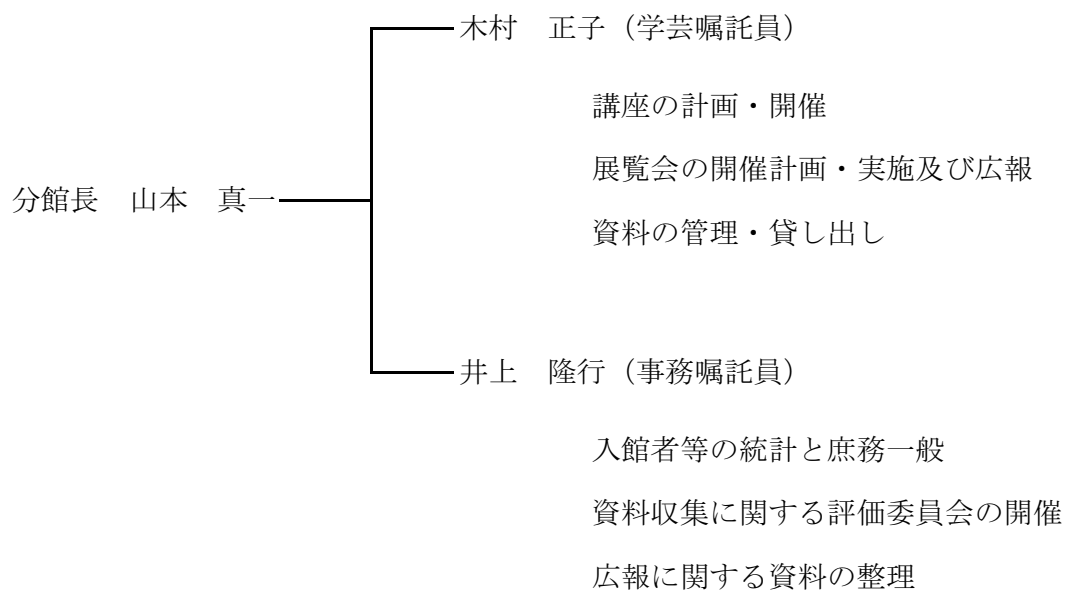 木村　正子（学芸嘱託員）
講座の計画・開催
展覧会の開催計画・実施及び広報
資料の管理・貸し出し
分館長　山本　真一
井上　隆行（事務嘱託員）
入館者等の統計と庶務一般
資料収集に関する評価委員会の開催
広報に関する資料の整理